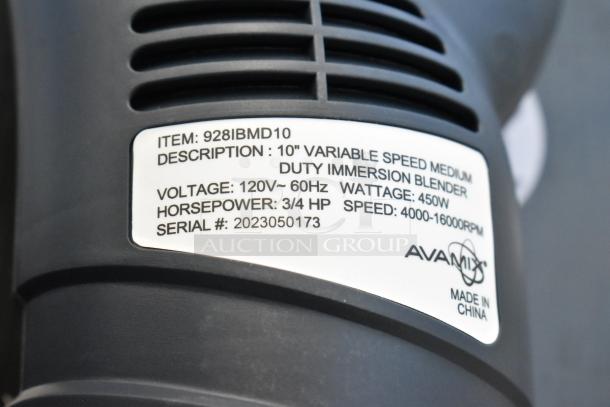 ITEM: 928IBMD10
DESCRIPTION : 10" VARIABLE SPEED MEDIUM
DUTY IMMERSION BLENDER
VOLTAGE: 120V~ 60Hz WATTAGE: 450W
HORSEPOWER: 3/4 HP SPEED: 4000-16000RPM
SERIAL #: 2023050173
AUCTION GROUP
AVAMIX®
MADE IN
CHINA